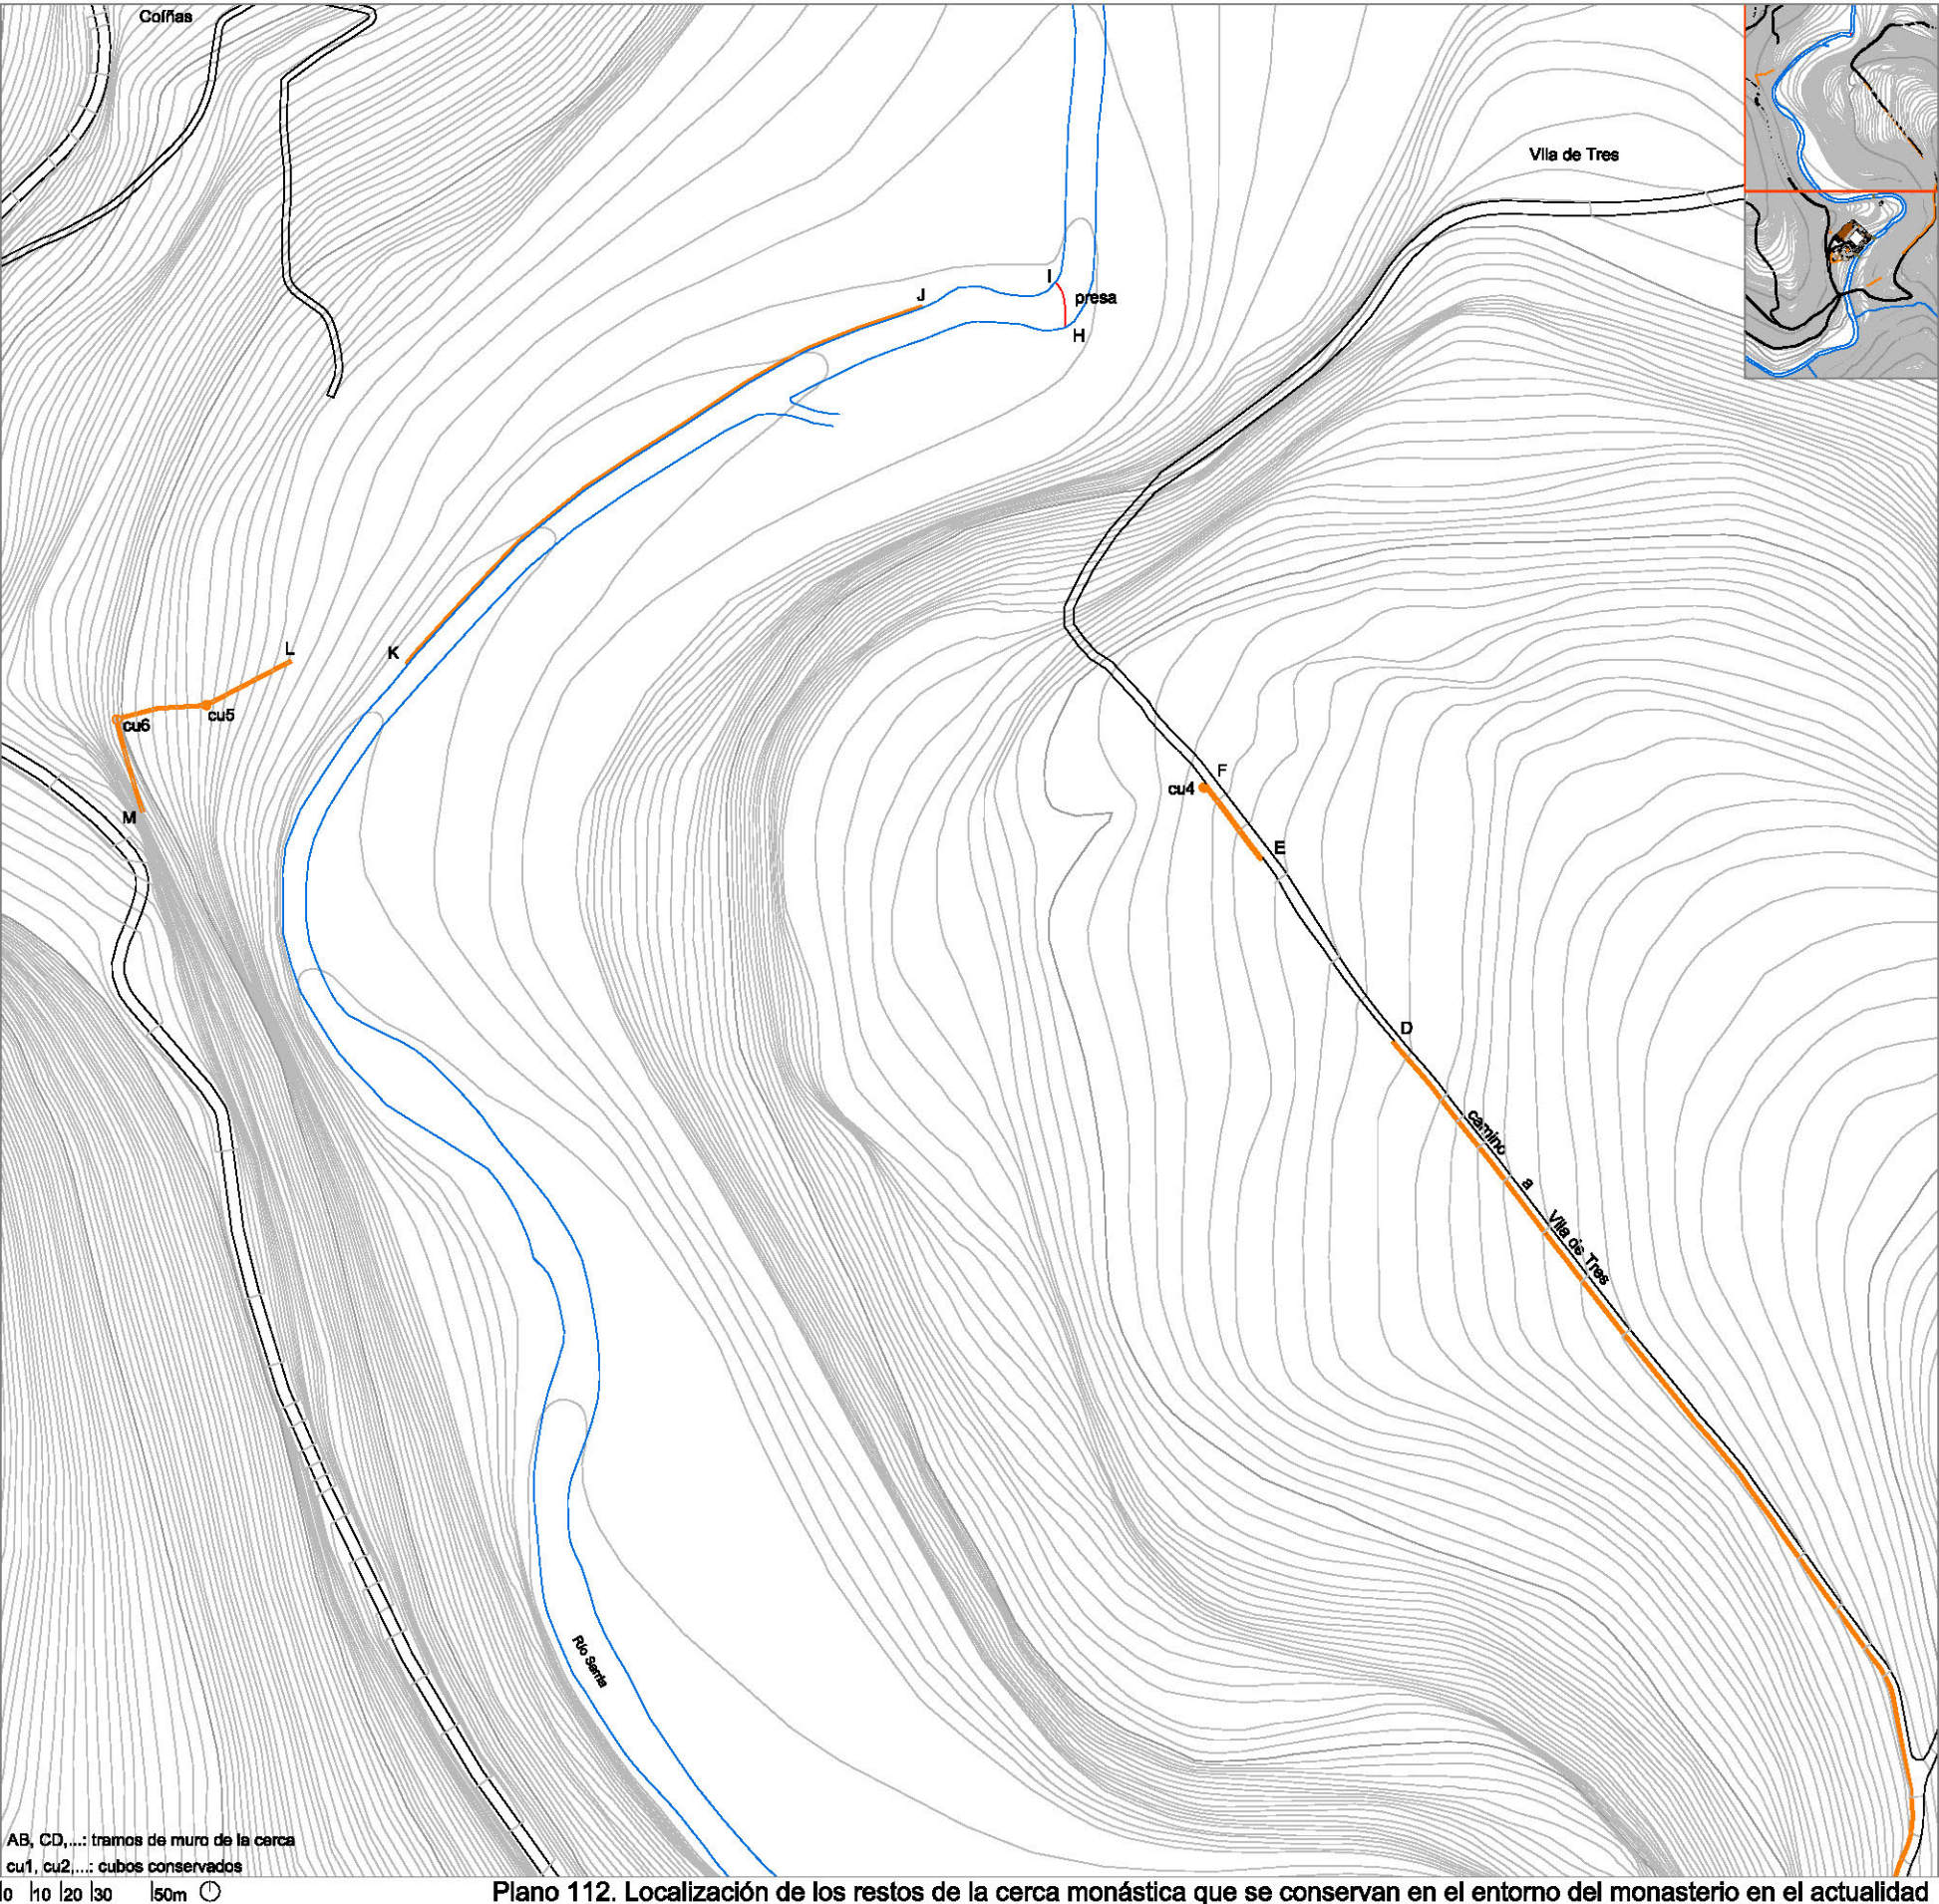 Coíñas
Vila de Tres
I
presa
J
H
L
K
cu5
cu6
F
cu4
M
E
D
camino a Vila de Tres
Río Sarria
AB, CD,...: tramos de muro de la cerca
cu1, cu2,...: cubos conservados
0 10 20 30 50m
Plano 112. Localización de los restos de la cerca monástica que se conservan en el entorno del monasterio en el actualidad